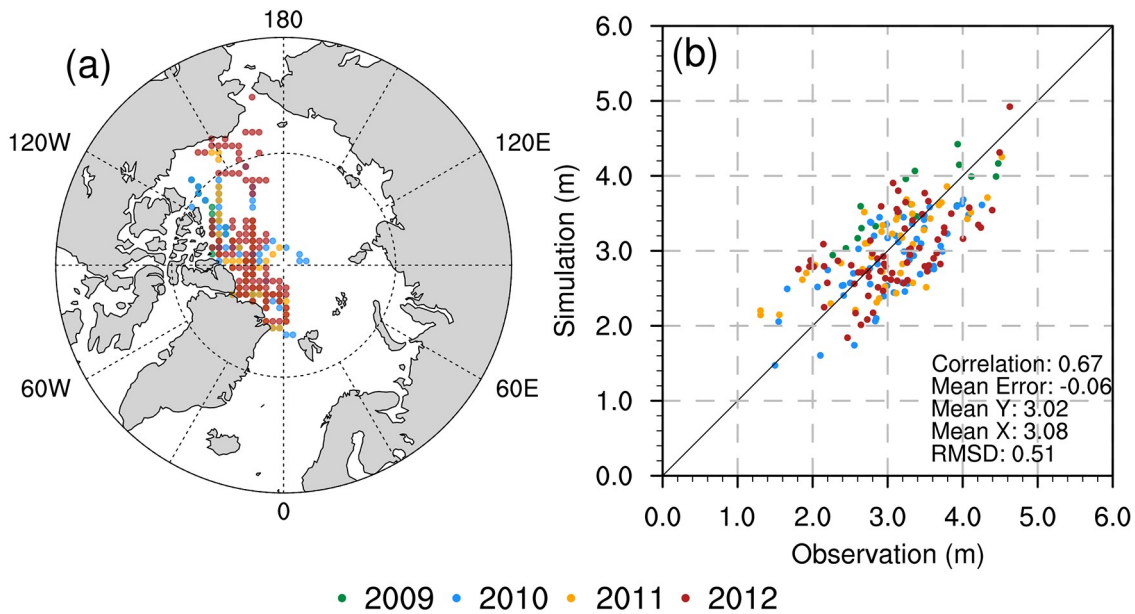 180
(a)
120W
120E
60W
60E
0
(b)
6.0
5.0
4.0
3.0
2.0
1.0
0.0
Simulation (m)
Correlation: 0.67
Mean Error: -0.06
Mean Y: 3.02
Mean X: 3.08
RMSD: 0.51
0.0 1.0 2.0 3.0 4.0 5.0 6.0
Observation (m)
2009 2010 2011 2012